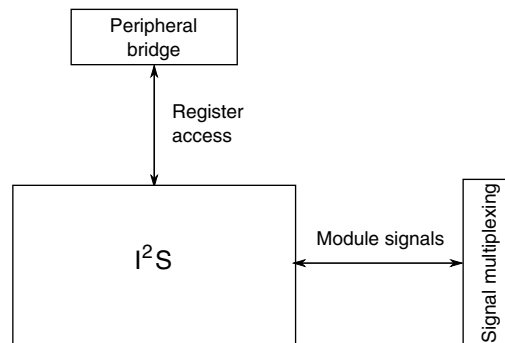 Peripheral
bridge
Register
access
I²S
Module signals
Signal multiplexing